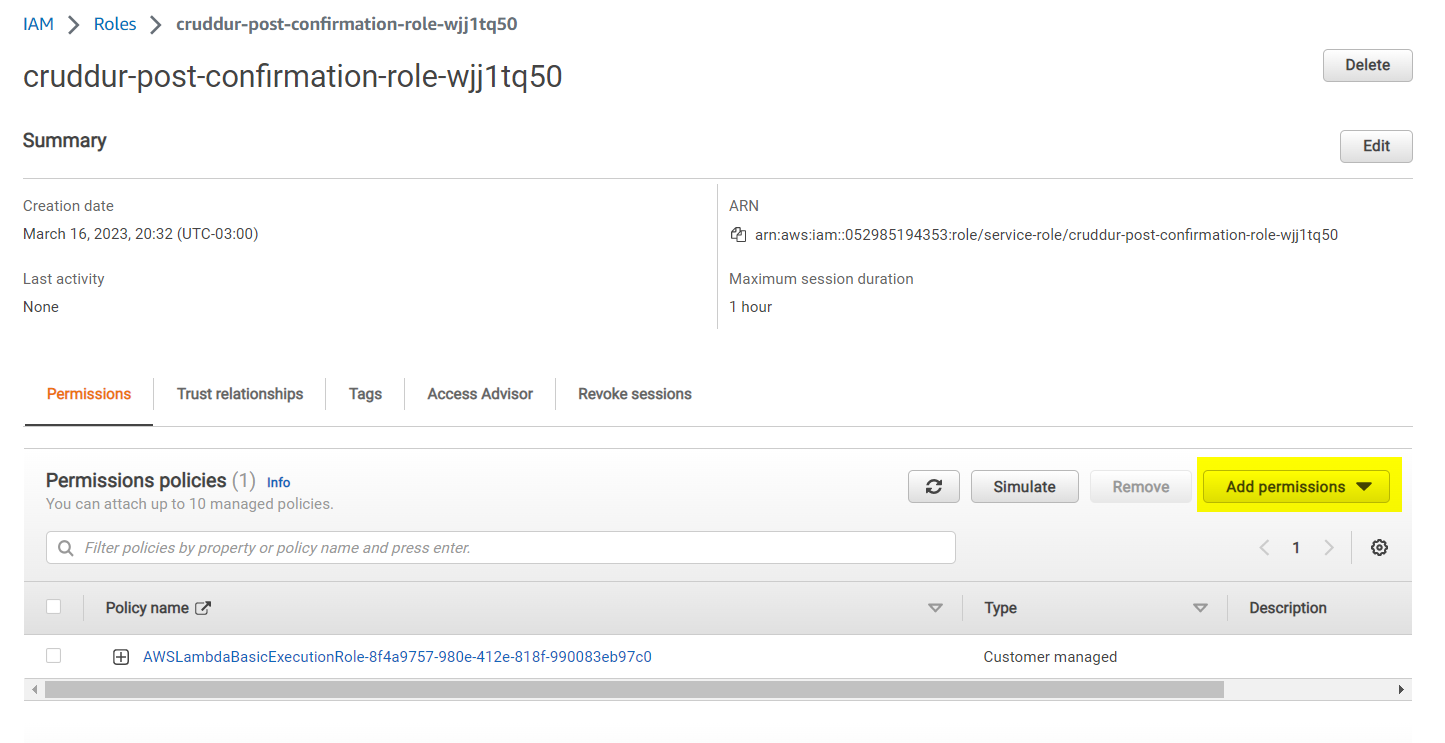 IAM > Roles > cruddur-post-confirmation-role-wjj1tq50
cruddur-post-confirmation-role-wjj1tq50
Delete
Summary
Edit
Creation date
March 16, 2023, 20:32 (UTC-03:00)
ARN
arn:aws:iam::052985194353:role/service-role/cruddur-post-confirmation-role-wjj1tq50
Last activity
None
Maximum session duration
1 hour
Permissions
Trust relationships
Tags
Access Advisor
Revoke sessions
Permissions policies (1) Info
You can attach up to 10 managed policies.
Simulate
Remove
Add permissions
Filter policies by property or policy name and press enter.
1
Policy name
Type
Description
AWSLambdaBasicExecutionRole-8f4a9757-980e-412e-818f-990083eb97c0
Customer managed